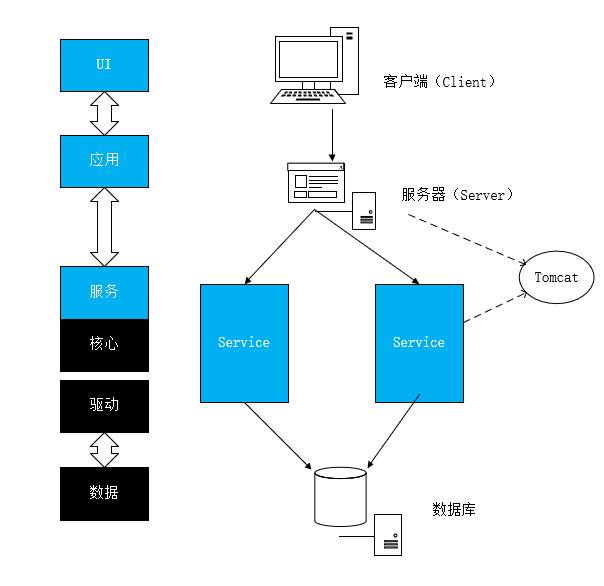 UI
应用
服务
核心
驱动
数据
客户端（Client）
服务器（Server）
Tomcat
Service
Service
数据库